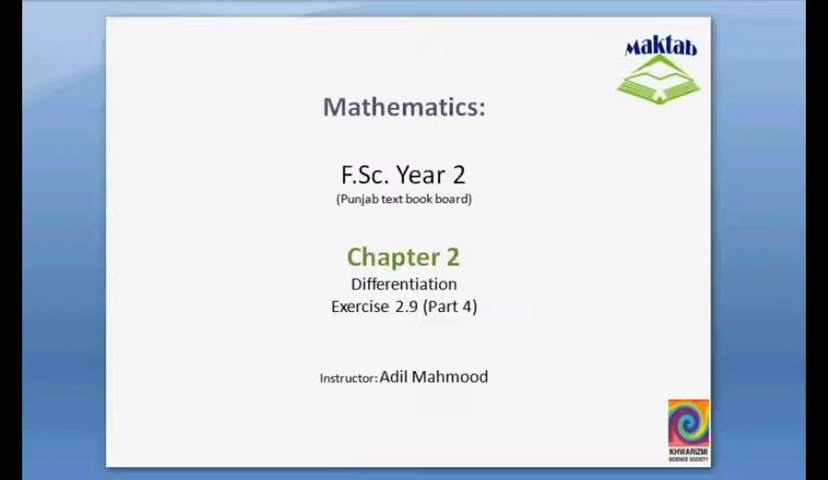 Maktab
Mathematics:
F.Sc. Year 2
(Punjab text book board)
Chapter 2
Differentiation
Exercise 2.9 (Part 4)
Instructor: Adil Mahmood
KHWARIZMI
SCIENCE SOCIETY